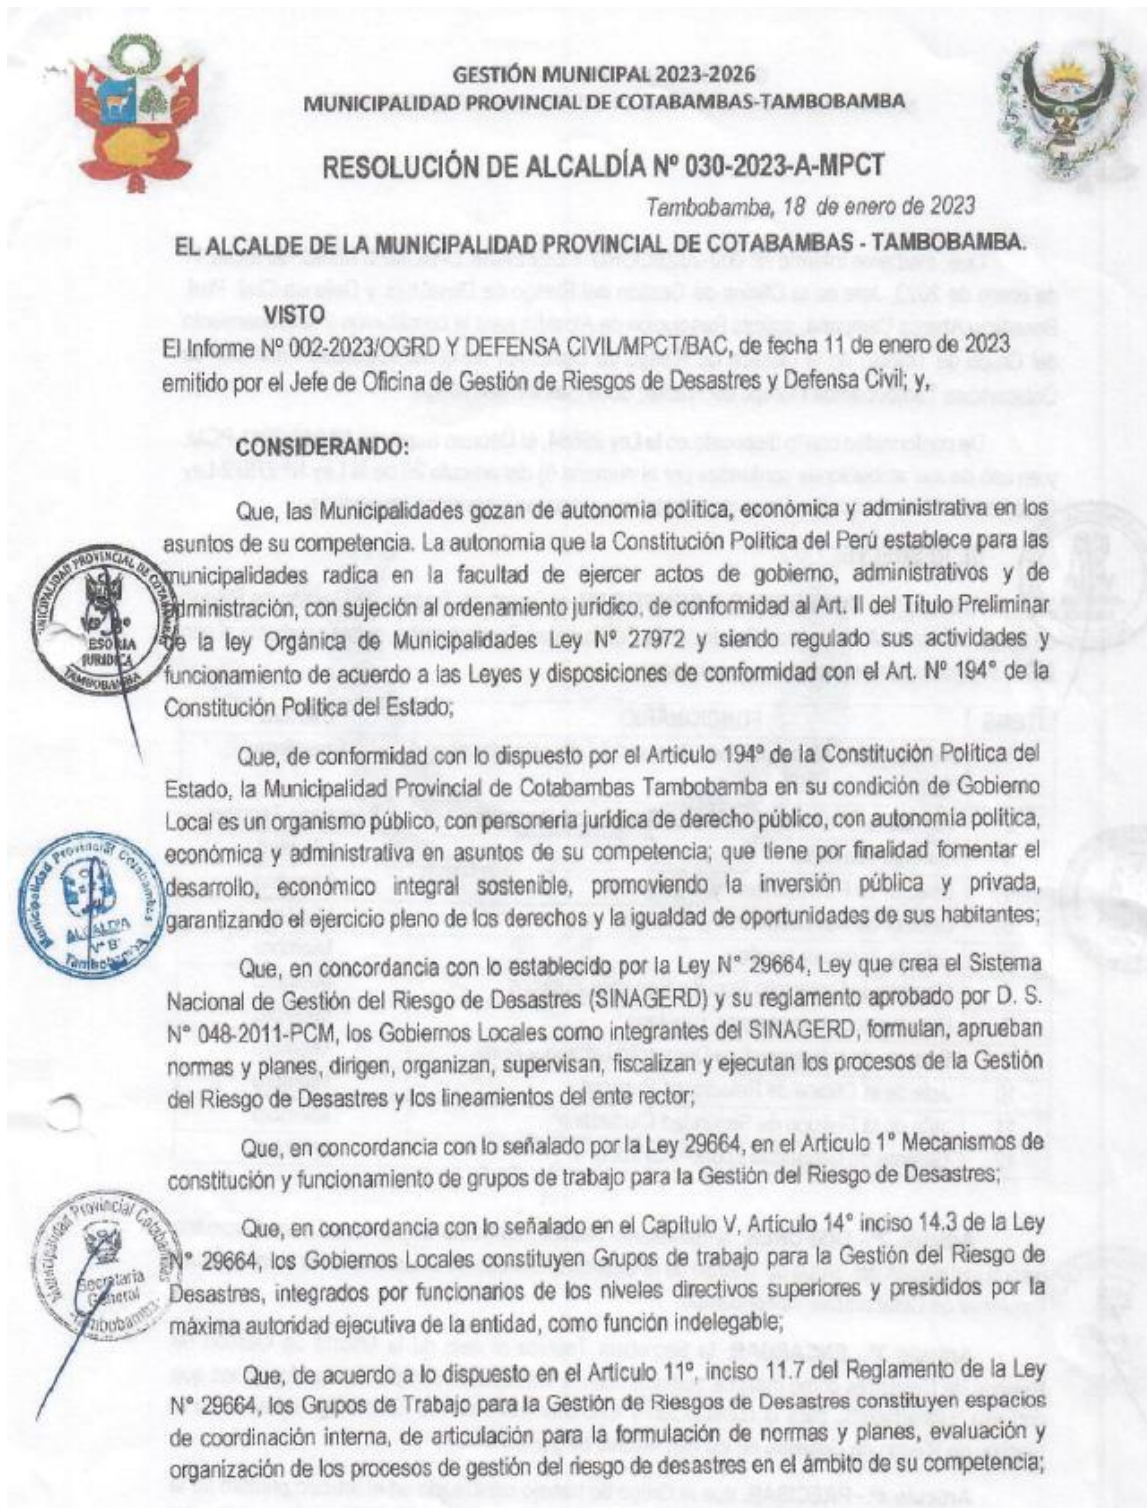 GESTIÓN MUNICIPAL 2023-2026
MUNICIPALIDAD PROVINCIAL DE COTABAMBAS-TAMBOBAMBA
RESOLUCIÓN DE ALCALDÍA Nº 030-2023-A-MPCT
Tambobamba, 18 de enero de 2023
EL ALCALDE DE LA MUNICIPALIDAD PROVINCIAL DE COTABAMBAS - TAMBOBAMBA.
VISTO
El Informe Nº 002-2023/OGRD Y DEFENSA CIVIL/MPCT/BAC, de fecha 11 de enero de 2023
emitido por el Jefe de Oficina de Gestión de Riesgos de Desastres y Defensa Civil; y,
CONSIDERANDO:
Que, las Municipalidades gozan de autonomía política, económica y administrativa en los
asuntos de su competencia. La autonomía que la Constitución Política del Perú establece para las
municipalidades radica en la facultad de ejercer actos de gobierno, administrativos y de
administración, con sujeción al ordenamiento jurídico, de conformidad al Art. II del Título Preliminar
de la ley Orgánica de Municipalidades Ley Nº 27972 y siendo regulado sus actividades y
funcionamiento de acuerdo a las Leyes y disposiciones de conformidad con el Art. Nº 194° de la
Constitución Política del Estado;
Que, de conformidad con lo dispuesto por el Articulo 194º de la Constitución Política del
Estado, la Municipalidad Provincial de Cotabambas Tambobamba en su condición de Gobierno
Local es un organismo público, con personería jurídica de derecho público, con autonomía política,
económica y administrativa en asuntos de su competencia; que tiene por finalidad fomentar el
desarrollo, económico integral sostenible, promoviendo la inversión pública y privada,
garantizando el ejercicio pleno de los derechos y la igualdad de oportunidades de sus habitantes;
Que, en concordancia con lo establecido por la Ley N° 29664, Ley que crea el Sistema
Nacional de Gestión del Riesgo de Desastres (SINAGERD) y su reglamento aprobado por D. S.
N° 048-2011-PCM, los Gobiernos Locales como integrantes del SINAGERD, formulan, aprueban
normas y planes, dirigen, organizan, supervisan, fiscalizan y ejecutan los procesos de la Gestión
del Riesgo de Desastres y los lineamientos del ente rector;
Que, en concordancia con lo señalado por la Ley 29664, en el Articulo 1° Mecanismos de
constitución y funcionamiento de grupos de trabajo para la Gestión del Riesgo de Desastres;
Que, en concordancia con lo señalado en el Capítulo V, Artículo 14° inciso 14.3 de la Ley
N° 29664, los Gobiernos Locales constituyen Grupos de trabajo para la Gestión del Riesgo de
Desastres, integrados por funcionarios de los niveles directivos superiores y presididos por la
máxima autoridad ejecutiva de la entidad, como función indelegable;
Que, de acuerdo a lo dispuesto en el Artículo 11º, inciso 11.7 del Reglamento de la Ley
N° 29664, los Grupos de Trabajo para la Gestión de Riesgos de Desastres constituyen espacios
de coordinación interna, de articulación para la formulación de normas y planes, evaluación y
organización de los procesos de gestión del riesgo de desastres en el ámbito de su competencia;
JURIDICA
TAMBOBAMBA
Municipalidad Provincial Cotabambas
ALCALDIA
V° B°
Tambobamba
Municipalidad Provincial Cotabambas
Secretaría
General
Tambobamba